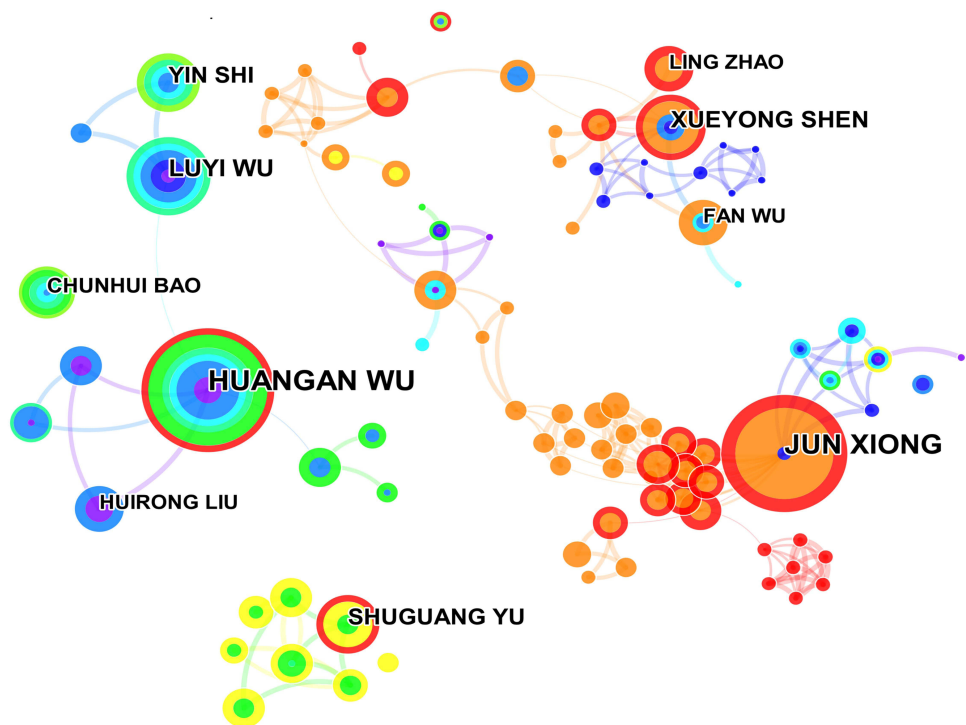 LING ZHAO
YIN SHI
XUEYONG SHEN
LUYI WU
FAN WU
CHUNHUI BAO
HUANGAN WU
JUN XIONG
HUIRONG LIU
SHUGUANG YU